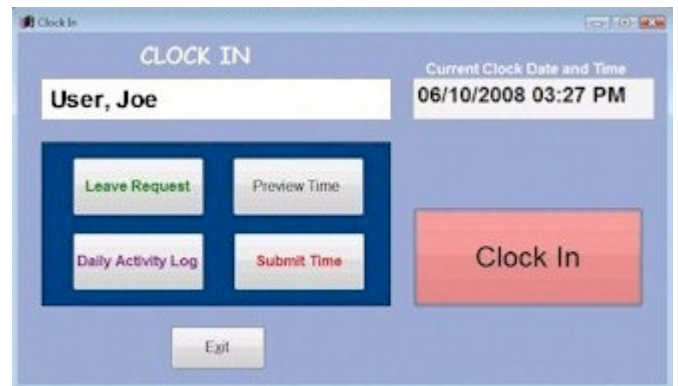 Clock In
CLOCK IN
Current Clock Date and Time
User, Joe
06/10/2008 03:27 PM
Leave Request
Preview Time
Daily Activity Log
Submit Time
Clock In
Exit